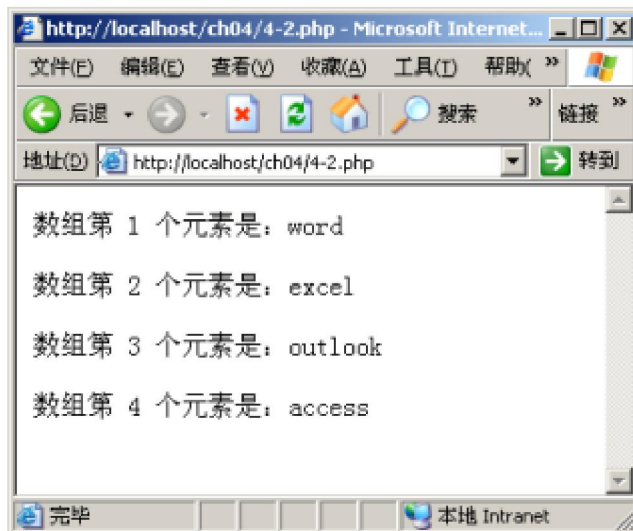 http://localhost/ch04/4-2.php - Microsoft Internet...
文件(F) 编辑(E) 查看(V) 收藏(A) 工具(T) 帮助( »
后退 搜索 » 链接 »
地址(D) http://localhost/ch04/4-2.php 转到
数组第 1 个元素是：word
数组第 2 个元素是：excel
数组第 3 个元素是：outlook
数组第 4 个元素是：access
完毕 本地 Intranet